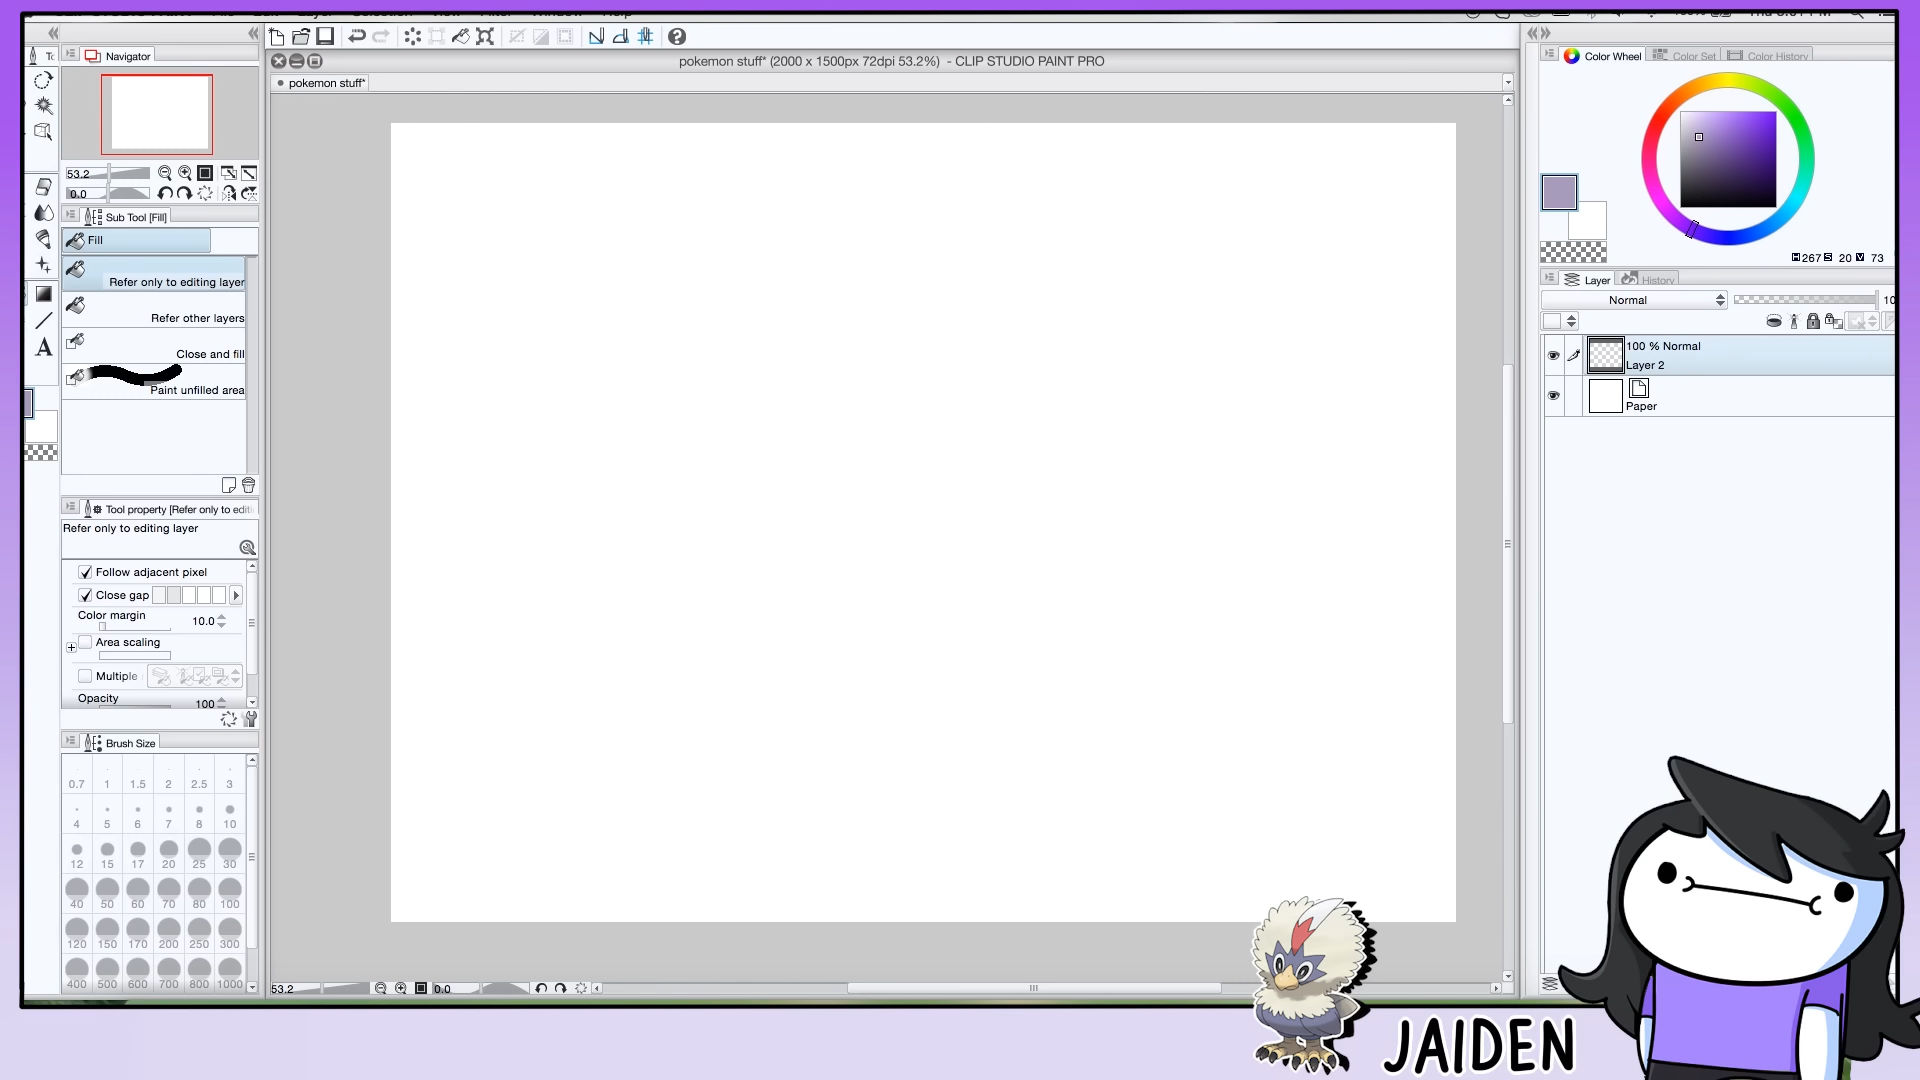 pokemon stuff* (2000 x 1500px 72dpi 53.2%) - CLIP STUDIO PAINT PRO
pokemon stuff*
Navigator
53.2
0.0
Sub Tool [Fill]
Fill
Refer only to editing layer
Refer other layers
Close and fill
Paint unfilled area
Tool property [Refer only to editi
Refer only to editing layer
Follow adjacent pixel
Close gap
Color margin
10.0
Area scaling
Multiple
Opacity
100
Brush Size
0.7 1 1.5 2 2.5 3
4 5 6 7 8 10
12 15 17 20 25 30
40 50 60 70 80 100
120 150 170 200 250 300
400 500 600 700 800 1000
53.2
0.0
Color Wheel
Color Set
Color History
H 267 S 20 V 73
Layer
History
Normal
10
100 % Normal
Layer 2
Paper
JAIDEN